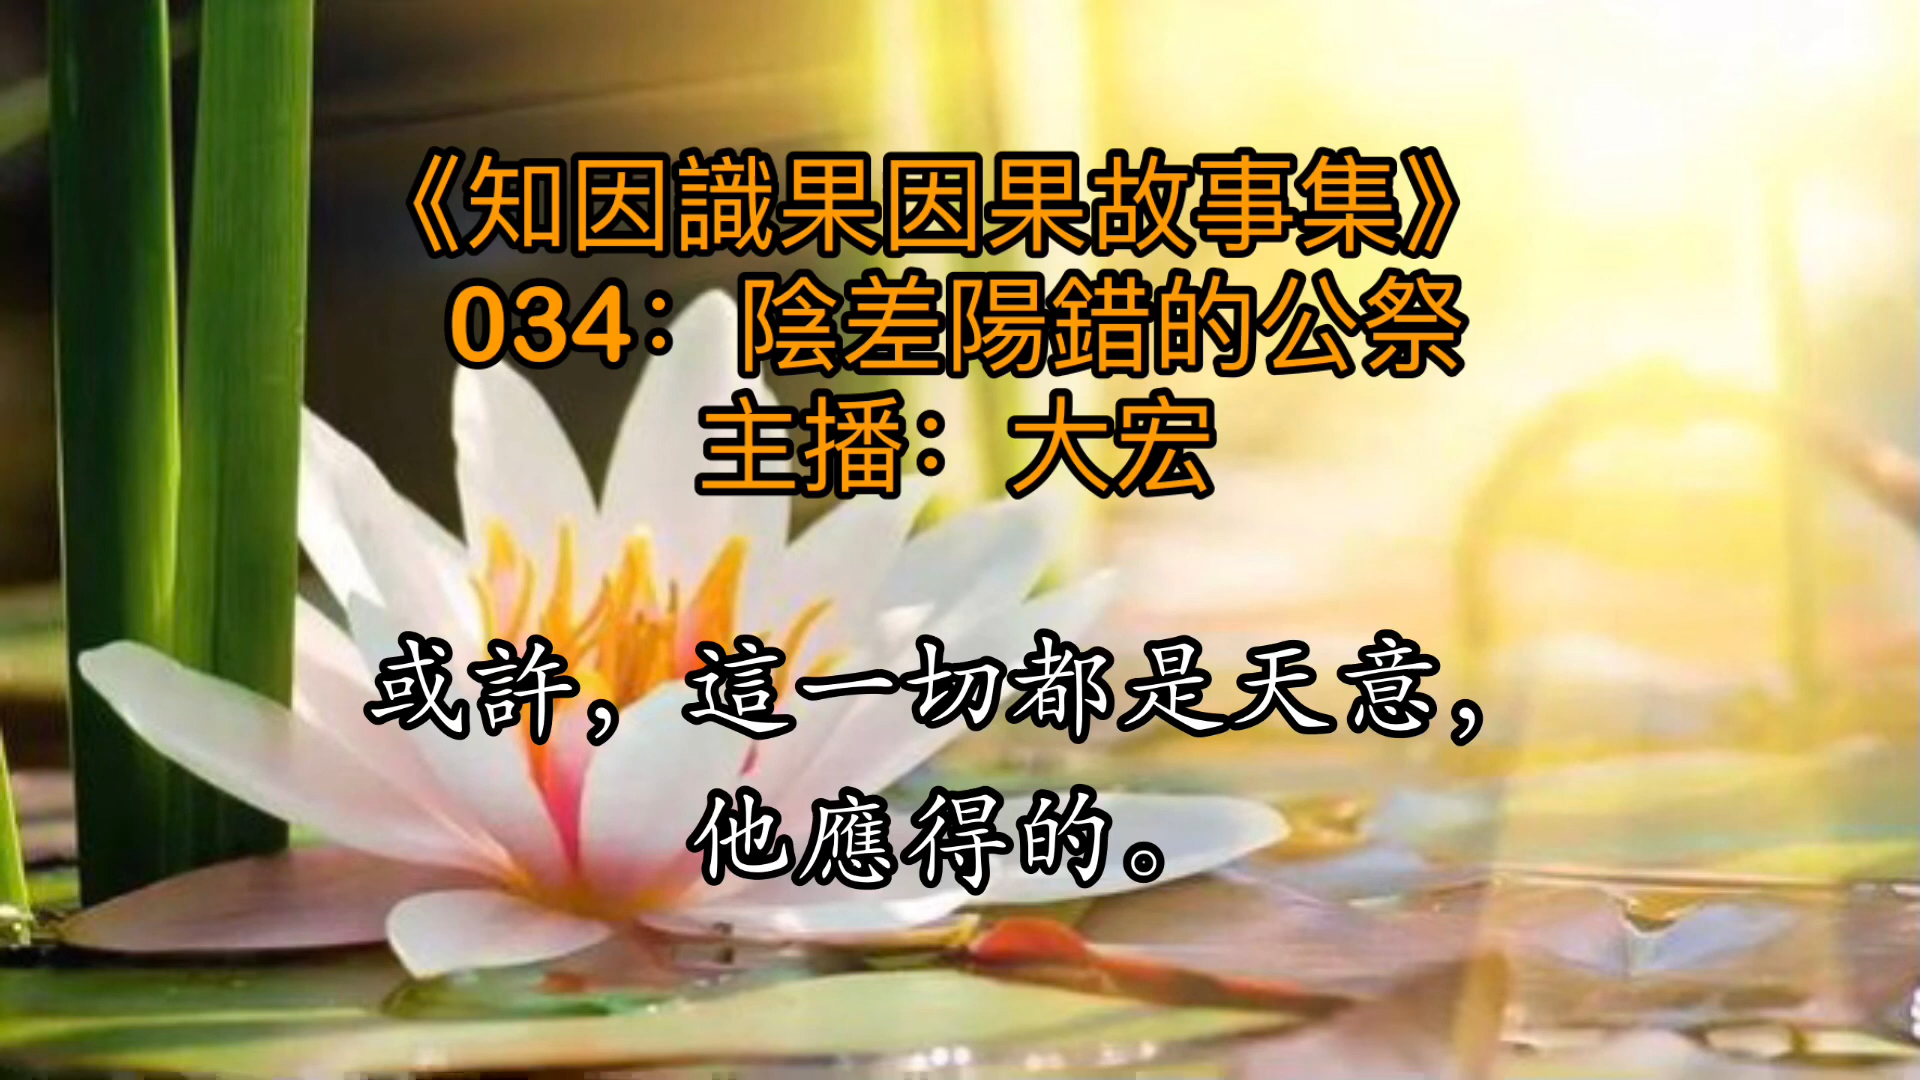 《知因識果因果故事集》
034：陰差陽錯的公祭
主播：大宏
或許，這一切都是天意，
他應得的。